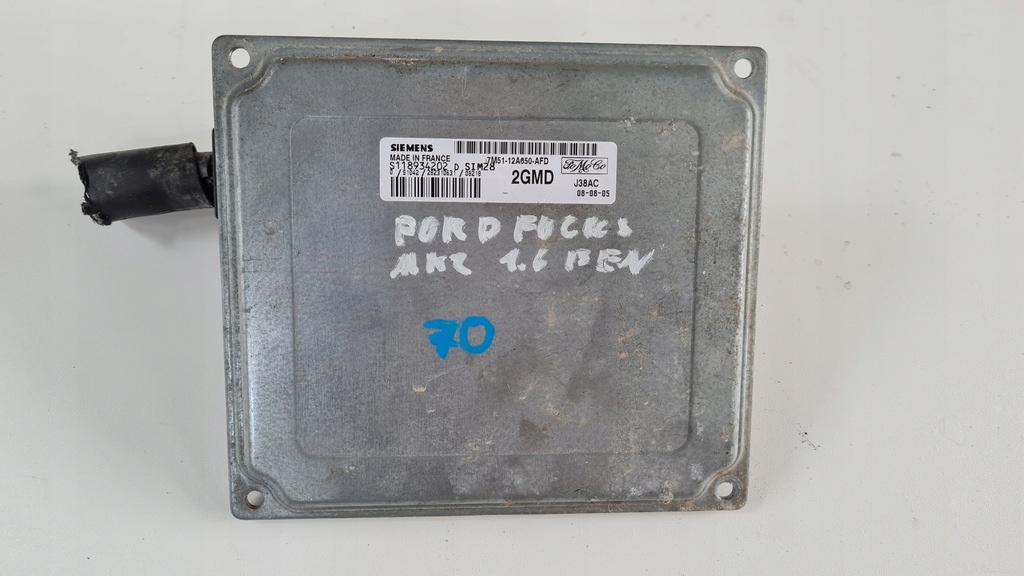 SIEMENS
MADE IN FRANCE 7M51-12A650-AFD
S118934202 D SIM28
2GMD
FoMoCo
J38AC
08-08-05
FORD FOCUS
MK2 1.6 BEN
70